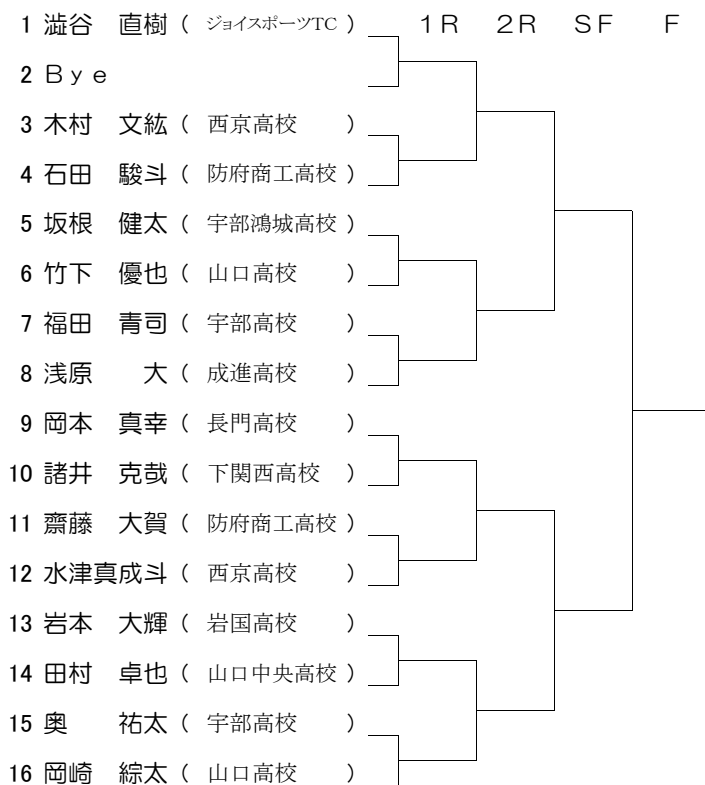 1 澁谷　直樹（ ジョイスポーツTC ） 1R 2R SF F
2 Bye
3 木村　文紘（ 西京高校 ）
4 石田　駿斗（ 防府商工高校 ）
5 坂根　健太（ 宇部鴻城高校 ）
6 竹下　優也（ 山口高校 ）
7 福田　青司（ 宇部高校 ）
8 浅原　　大（ 成進高校 ）
9 岡本　真幸（ 長門高校 ）
10 諸井　克哉（ 下関西高校 ）
11 齋藤　大賀（ 防府商工高校 ）
12 水津真成斗（ 西京高校 ）
13 岩本　大輝（ 岩国高校 ）
14 田村　卓也（ 山口中央高校 ）
15 奥　　祐太（ 宇部高校 ）
16 岡崎　綜太（ 山口高校 ）